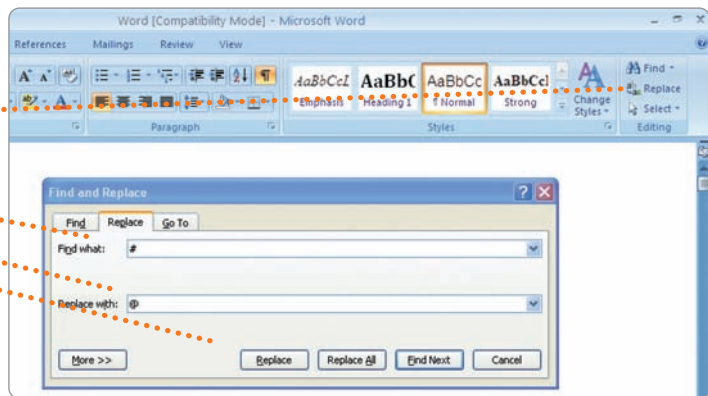 Word [Compatibility Mode] - Microsoft Word
References Mailings Review View
AaBbCcL AaBbC AaBbCc AaBbCcl
Emphasis Heading 1 ¶ Normal Strong
Change Styles
Find
Replace
Select
Paragraph Styles Editing
Find and Replace
Find Replace Go To
Find what: #
Replace with: @
More >> Replace Replace All Find Next Cancel